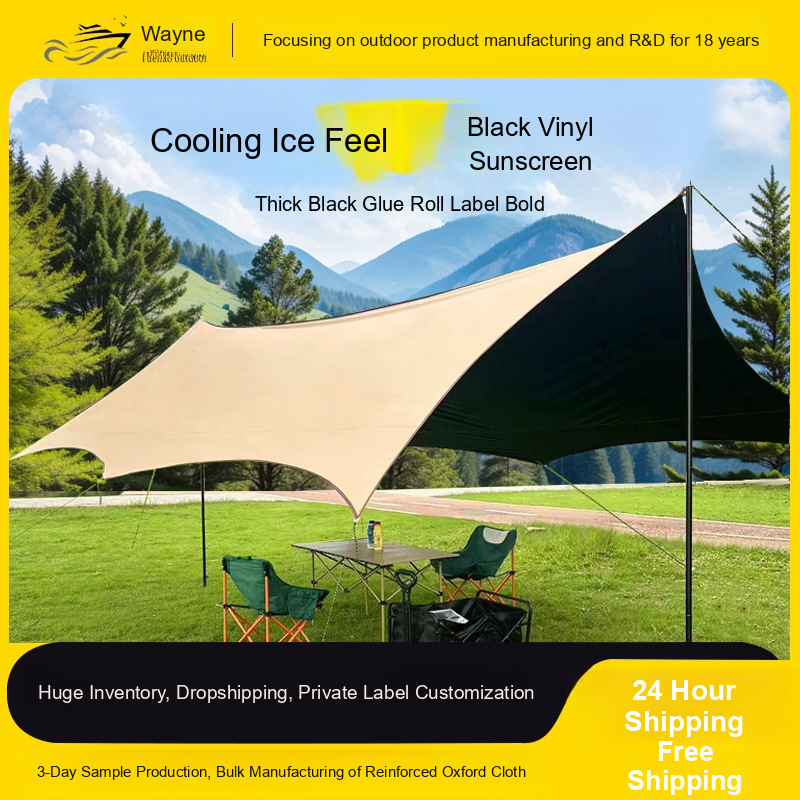 Wayne
Focusing on outdoor product manufacturing and R&D for 18 years
Cooling Ice Feel
Black Vinyl
Sunscreen
Thick Black Glue Roll Label Bold
Huge Inventory, Dropshipping, Private Label Customization
24 Hour
Shipping
Free
Shipping
3-Day Sample Production, Bulk Manufacturing of Reinforced Oxford Cloth